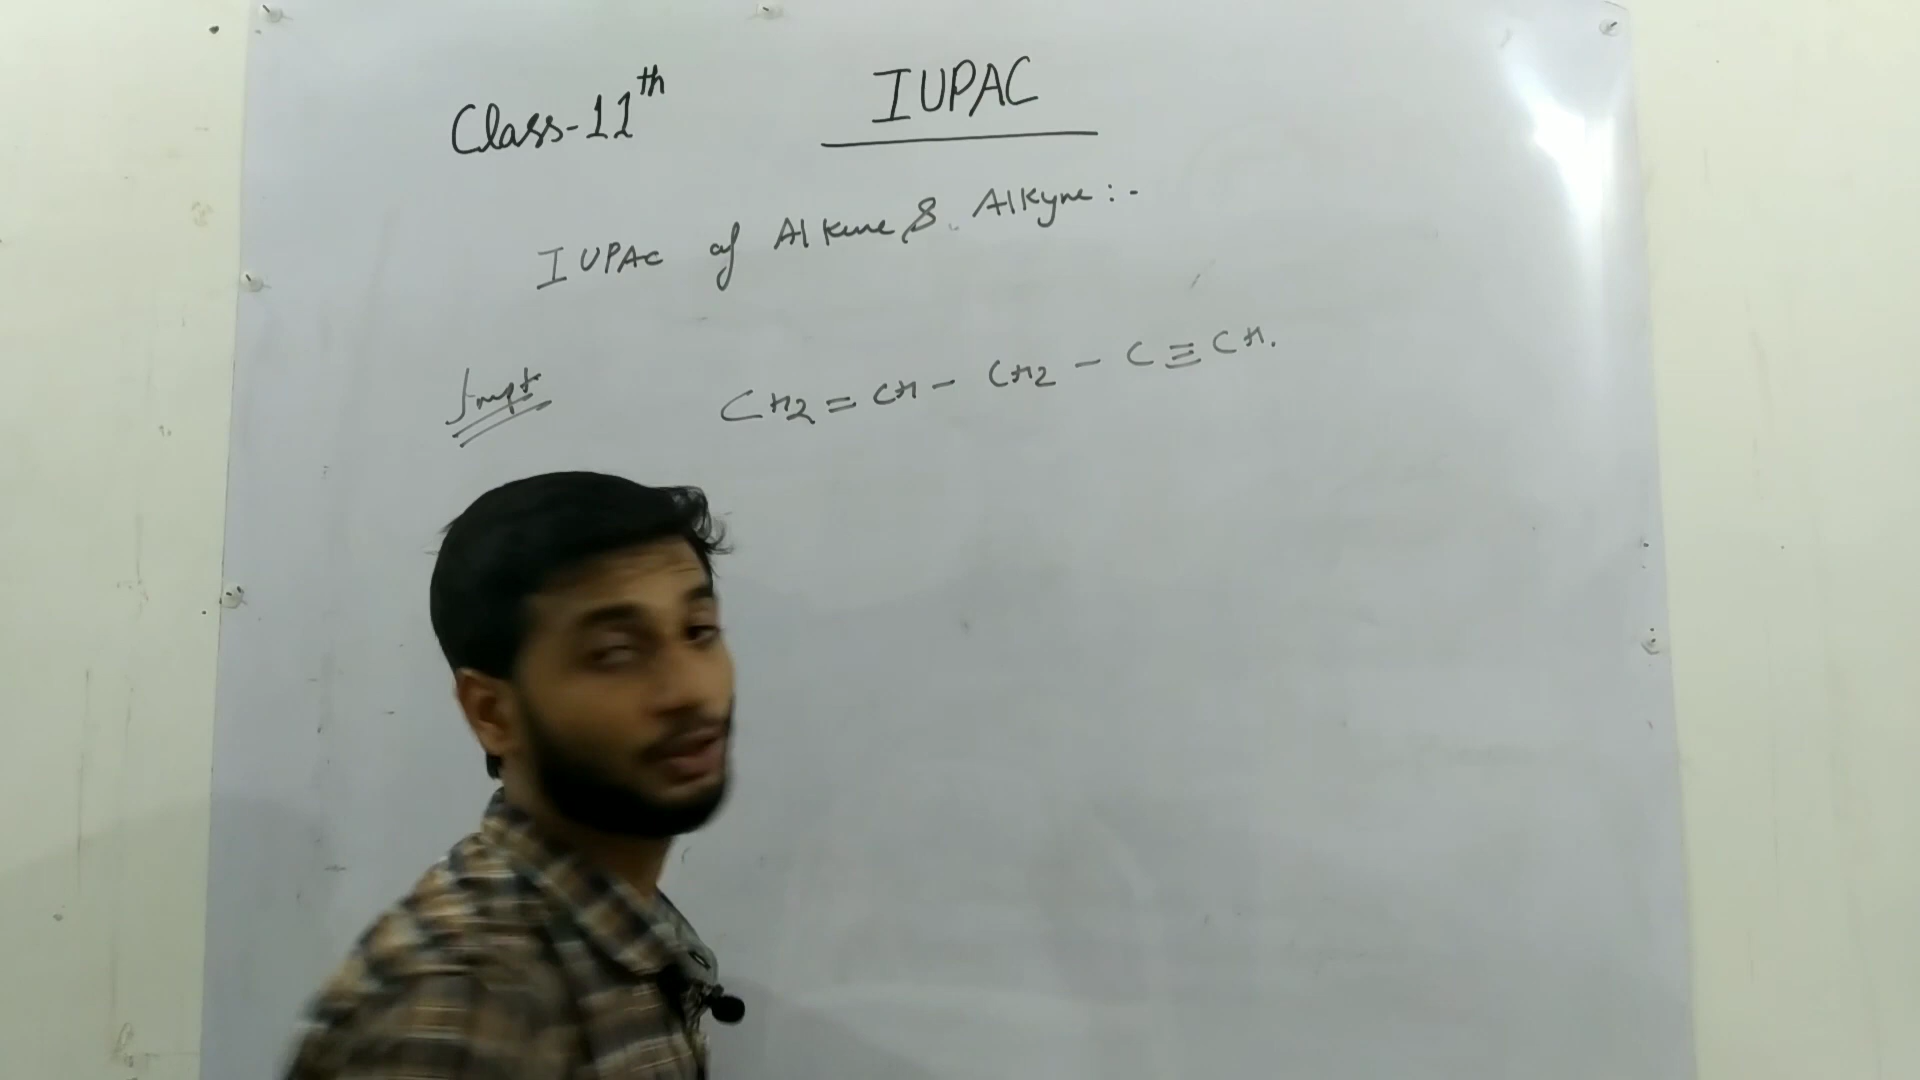 Class-11th
IUPAC
IUPAC of Alkene & Alkyne :-
Impt
CH2 = CH - CH2 - C ≡ CH.